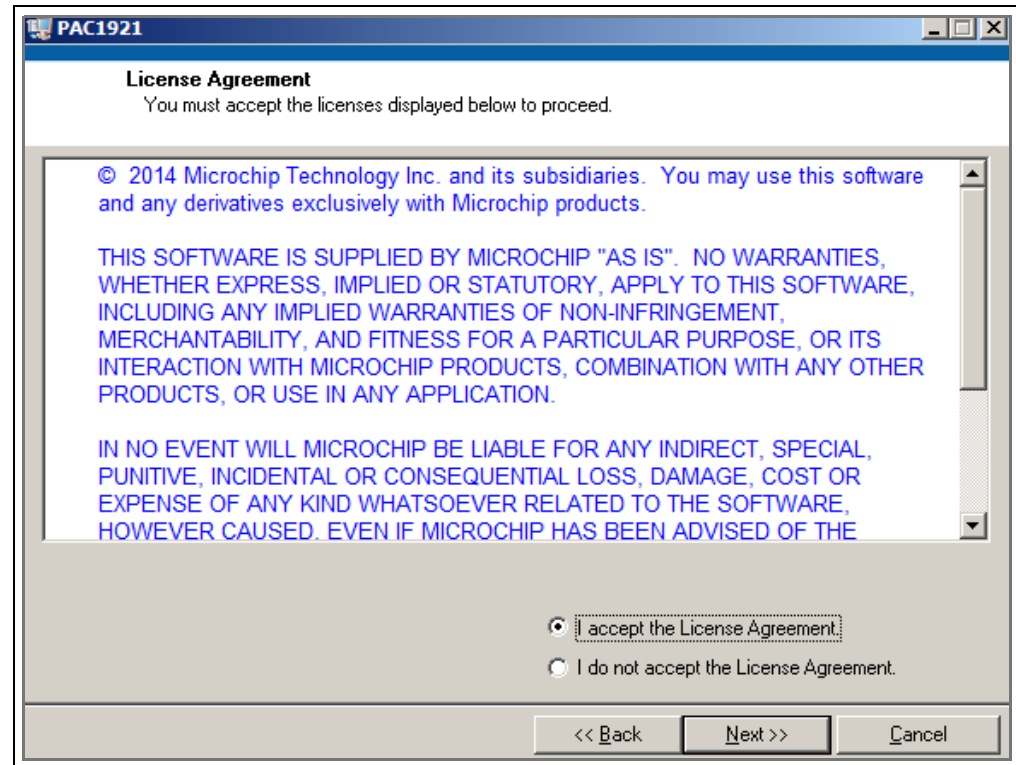 PAC1921
License Agreement
You must accept the licenses displayed below to proceed.
© 2014 Microchip Technology Inc. and its subsidiaries. You may use this software
and any derivatives exclusively with Microchip products.
THIS SOFTWARE IS SUPPLIED BY MICROCHIP "AS IS". NO WARRANTIES,
WHETHER EXPRESS, IMPLIED OR STATUTORY, APPLY TO THIS SOFTWARE,
INCLUDING ANY IMPLIED WARRANTIES OF NON-INFRINGEMENT,
MERCHANTABILITY, AND FITNESS FOR A PARTICULAR PURPOSE, OR ITS
INTERACTION WITH MICROCHIP PRODUCTS, COMBINATION WITH ANY OTHER
PRODUCTS, OR USE IN ANY APPLICATION.
IN NO EVENT WILL MICROCHIP BE LIABLE FOR ANY INDIRECT, SPECIAL,
PUNITIVE, INCIDENTAL OR CONSEQUENTIAL LOSS, DAMAGE, COST OR
EXPENSE OF ANY KIND WHATSOEVER RELATED TO THE SOFTWARE,
HOWEVER CAUSED, EVEN IF MICROCHIP HAS BEEN ADVISED OF THE
I accept the License Agreement.
I do not accept the License Agreement.
<< Back Next >> Cancel